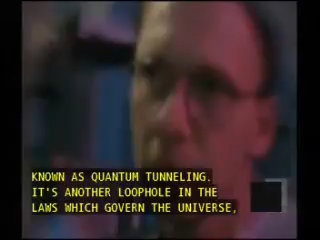 KNOWN AS QUANTUM TUNNELING.
IT'S ANOTHER LOOPHOLE IN THE
LAWS WHICH GOVERN THE UNIVERSE,